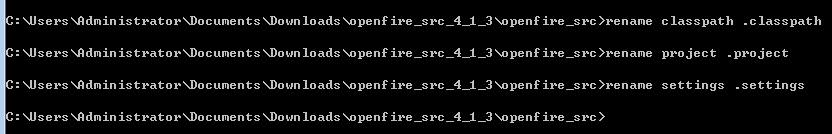 C:\Users\Administrator\Documents\Downloads\openfire_src_4_1_3\openfire_src>rename classpath .classpath
C:\Users\Administrator\Documents\Downloads\openfire_src_4_1_3\openfire_src>rename project .project
C:\Users\Administrator\Documents\Downloads\openfire_src_4_1_3\openfire_src>rename settings .settings
C:\Users\Administrator\Documents\Downloads\openfire_src_4_1_3\openfire_src>